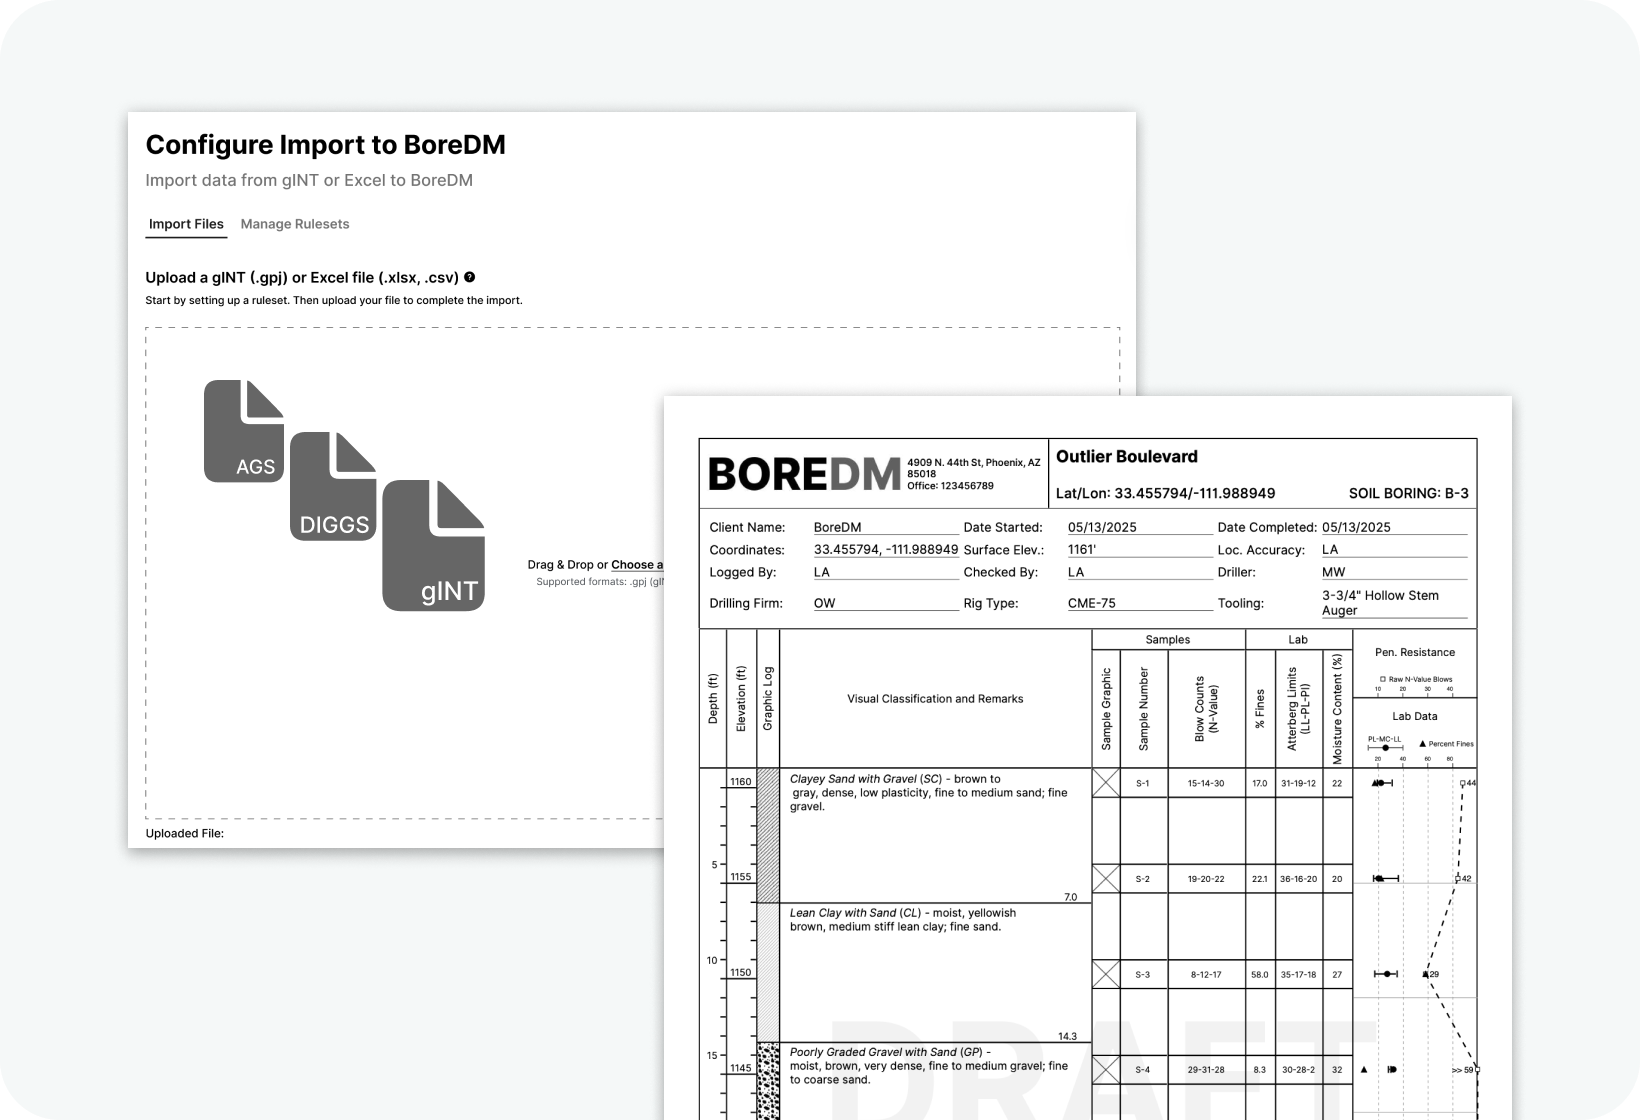 Configure Import to BoreDM
Import data from gINT or Excel to BoreDM
Import Files Manage Rulesets
Upload a gINT (.gpj) or Excel file (.xlsx, .csv) ?
Start by setting up a ruleset. Then upload your file to complete the import.
AGS
DIGGS
gINT
Drag & Drop or Choose a
Supported formats: .gpj (gIN
Uploaded File:
BOREDM
4909 N. 44th St, Phoenix, AZ
85018
Office: 123456789
Outlier Boulevard
Lat/Lon: 33.455794/-111.988949 SOIL BORING: B-3
Client Name: BoreDM Date Started: 05/13/2025 Date Completed: 05/13/2025
Coordinates: 33.455794, -111.988949 Surface Elev.: 1161' Loc. Accuracy: LA
Logged By: LA Checked By: LA Driller: MW
Drilling Firm: OW Rig Type: CME-75 Tooling: 3-3/4" Hollow Stem
Auger
Depth (ft)
Elevation (ft)
Graphic Log
Visual Classification and Remarks
Samples
Sample Graphic
Sample Number
Blow Counts
(N-Value)
Lab
% Fines
Atterberg Limits
(LL-PL-PI)
Moisture Content (%)
Pen. Resistance
Raw N-Value Blows
10 20 30 40
Lab Data
PL-MC-LL
Percent Fines
20 40 60 80
1160
Clayey Sand with Gravel (SC) - brown to
gray, dense, low plasticity, fine to medium sand; fine
gravel.
S-1 15-14-30 17.0 31-19-12 22 44
5
1155
S-2 19-20-22 22.1 36-16-20 20 42
7.0
Lean Clay with Sand (CL) - moist, yellowish
brown, medium stiff lean clay; fine sand.
10
1150
S-3 8-12-17 58.0 35-17-18 27 29
14.3
Poorly Graded Gravel with Sand (GP) -
moist, brown, very dense, fine to medium gravel; fine
to coarse sand.
15
1145
S-4 29-31-28 8.3 30-28-2 32 >> 59
DRAFT